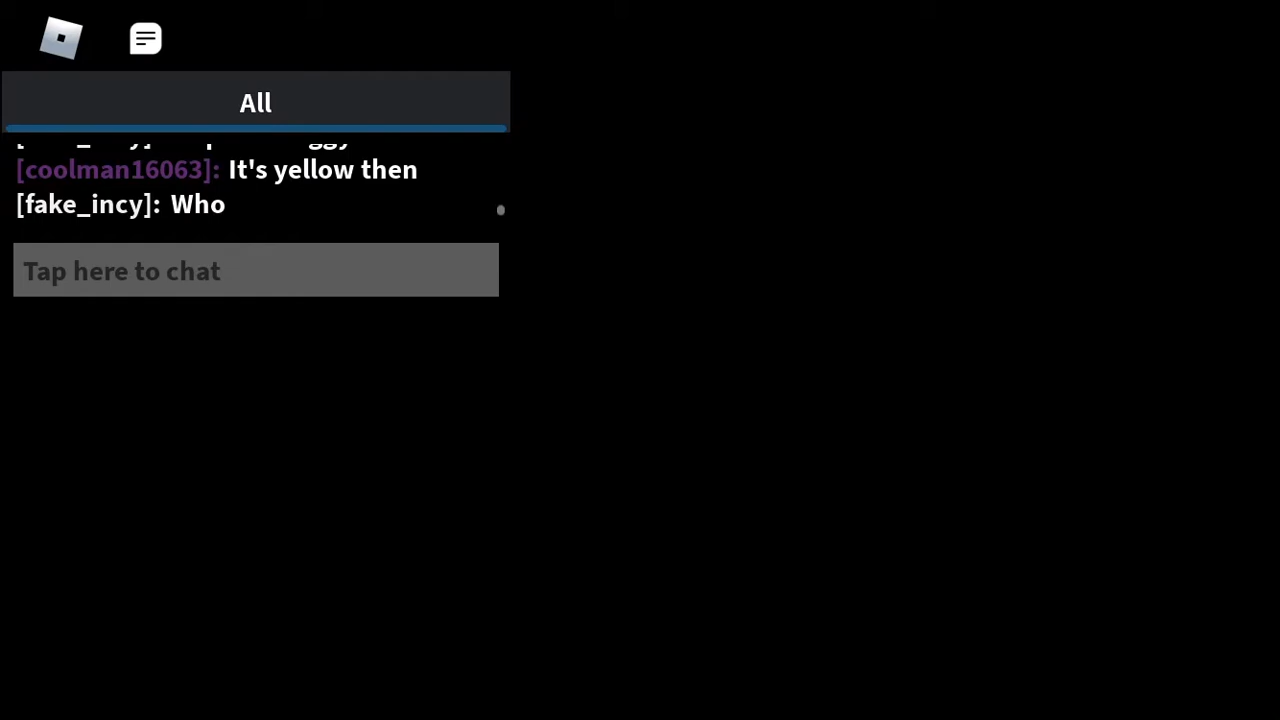 All
[coolman16063]: It's yellow then
[fake_incy]: Who
Tap here to chat